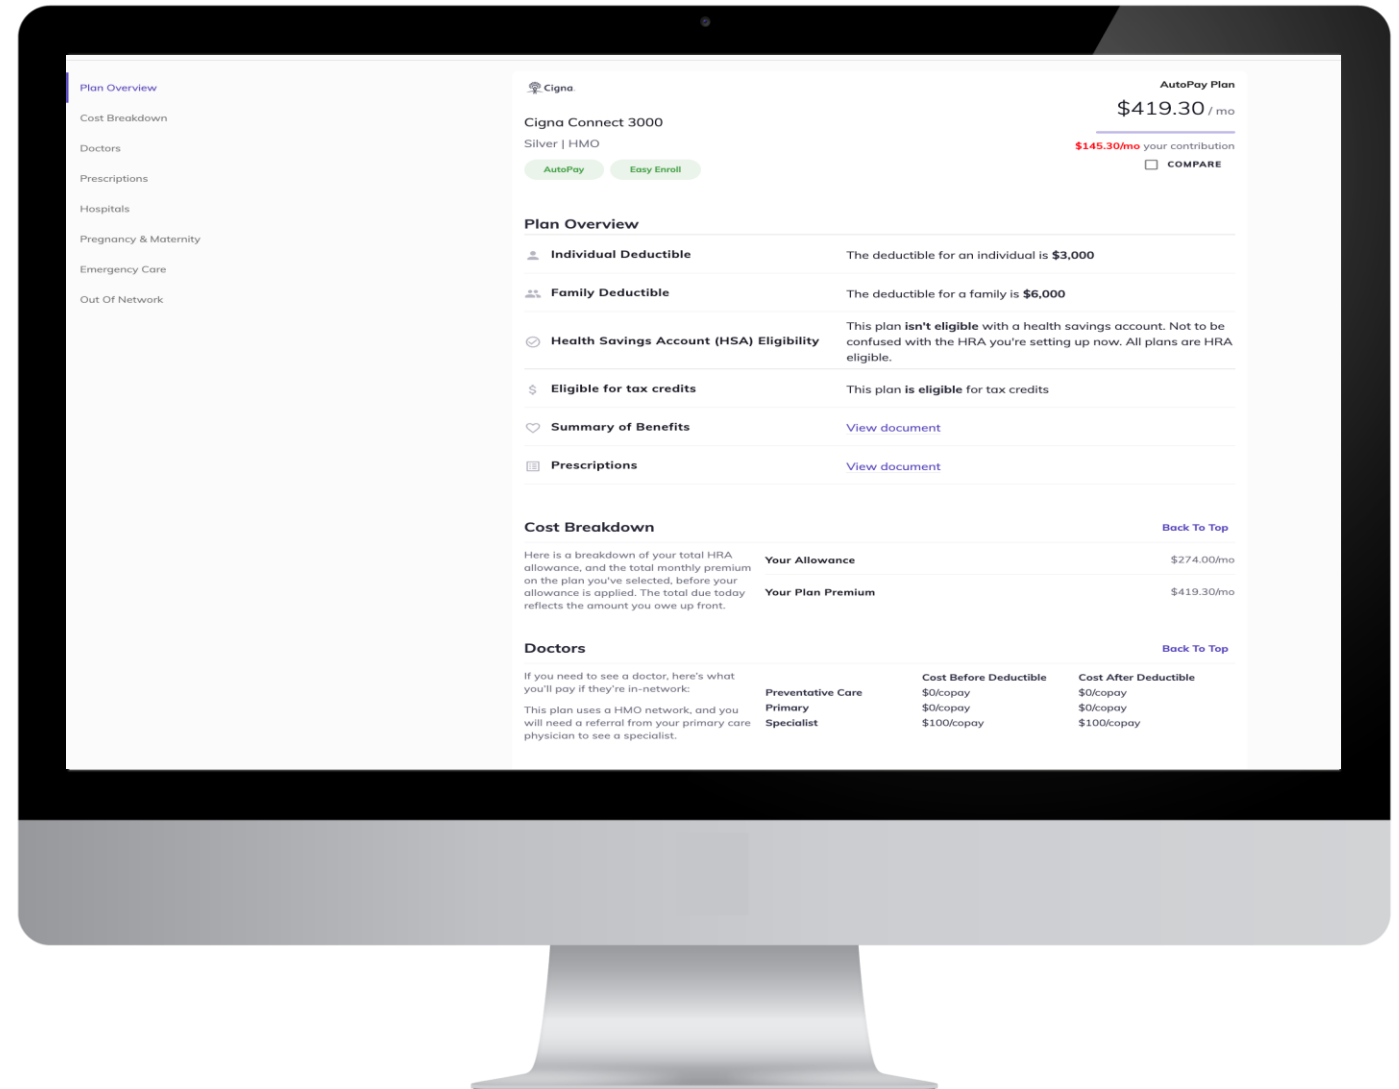 Plan Overview
Cost Breakdown
Doctors
Prescriptions
Hospitals
Pregnancy & Maternity
Emergency Care
Out Of Network
Cigna.
Cigna Connect 3000
Silver | HMO
AutoPay Easy Enroll
AutoPay Plan
$419.30 / mo
$145.30/mo your contribution
COMPARE
Plan Overview
Individual Deductible The deductible for an individual is $3,000
Family Deductible The deductible for a family is $6,000
Health Savings Account (HSA) Eligibility
This plan isn't eligible with a health savings account. Not to be
confused with the HRA you're setting up now. All plans are HRA
eligible.
Eligible for tax credits This plan is eligible for tax credits
Summary of Benefits View document
Prescriptions View document
Cost Breakdown Back To Top
Here is a breakdown of your total HRA
allowance, and the total monthly premium
on the plan you've selected, before your
allowance is applied. The total due today
reflects the amount you owe up front.
Your Allowance $274.00/mo
Your Plan Premium $419.30/mo
Doctors Back To Top
If you need to see a doctor, here's what
you'll pay if they're in-network:
This plan uses a HMO network, and you
will need a referral from your primary care
physician to see a specialist.
Cost Before Deductible Cost After Deductible
Preventative Care $0/copay $0/copay
Primary $0/copay $0/copay
Specialist $100/copay $100/copay